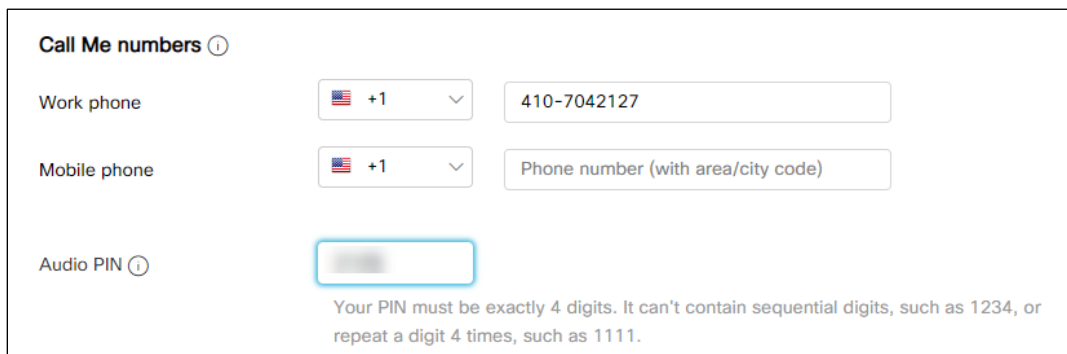 Call Me numbers
Work phone +1 410-7042127
Mobile phone +1 Phone number (with area/city code)
Audio PIN
Your PIN must be exactly 4 digits. It can't contain sequential digits, such as 1234, or
repeat a digit 4 times, such as 1111.